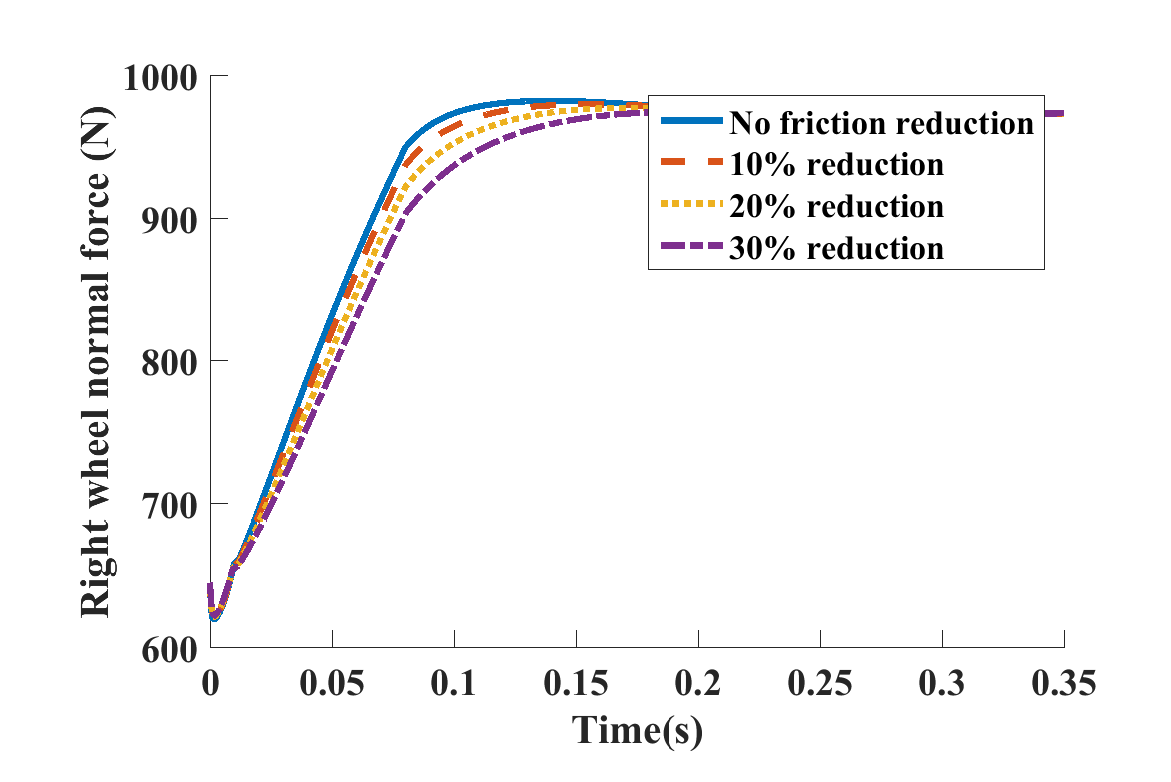 Right wheel normal force (N)
1000
900
800
700
600
0 0.05 0.1 0.15 0.2 0.25 0.3 0.35
Time(s)
No friction reduction
10% reduction
20% reduction
30% reduction